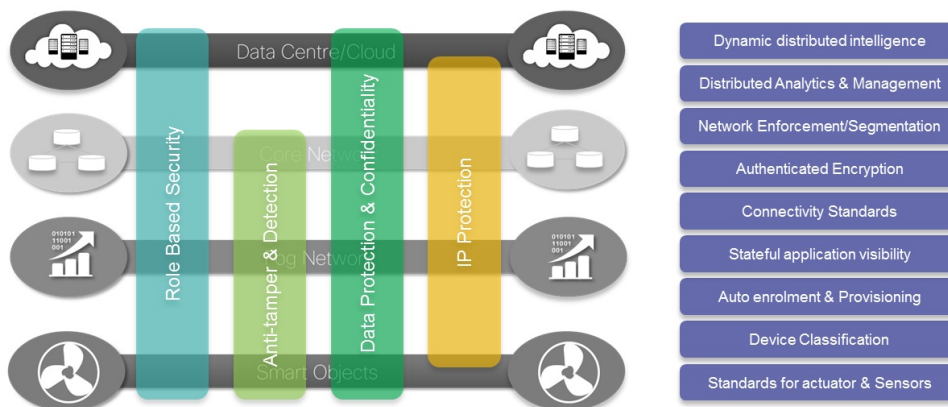 Data Centre/Cloud
Core Network
Fog Network
Smart Objects
010101
11001
001
010101
11001
001
Role Based Security
Anti-tamper & Detection
Data Protection & Confidentiality
IP Protection
Dynamic distributed intelligence
Distributed Analytics & Management
Network Enforcement/Segmentation
Authenticated Encryption
Connectivity Standards
Stateful application visibility
Auto enrolment & Provisioning
Device Classification
Standards for actuator & Sensors